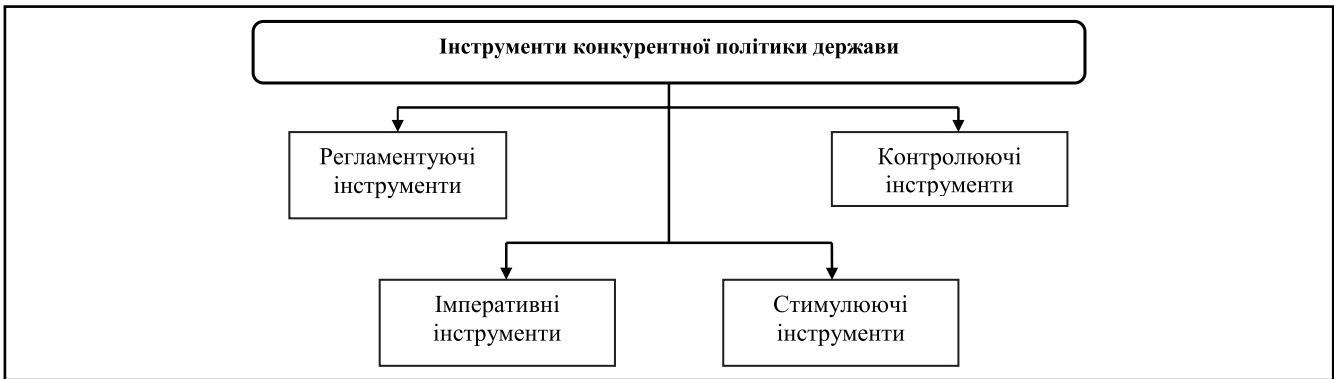 Інструменти конкурентної політики держави
Регламентуючі
інструменти
Контролюючі
інструменти
Імперативні
інструменти
Стимулюючі
інструменти